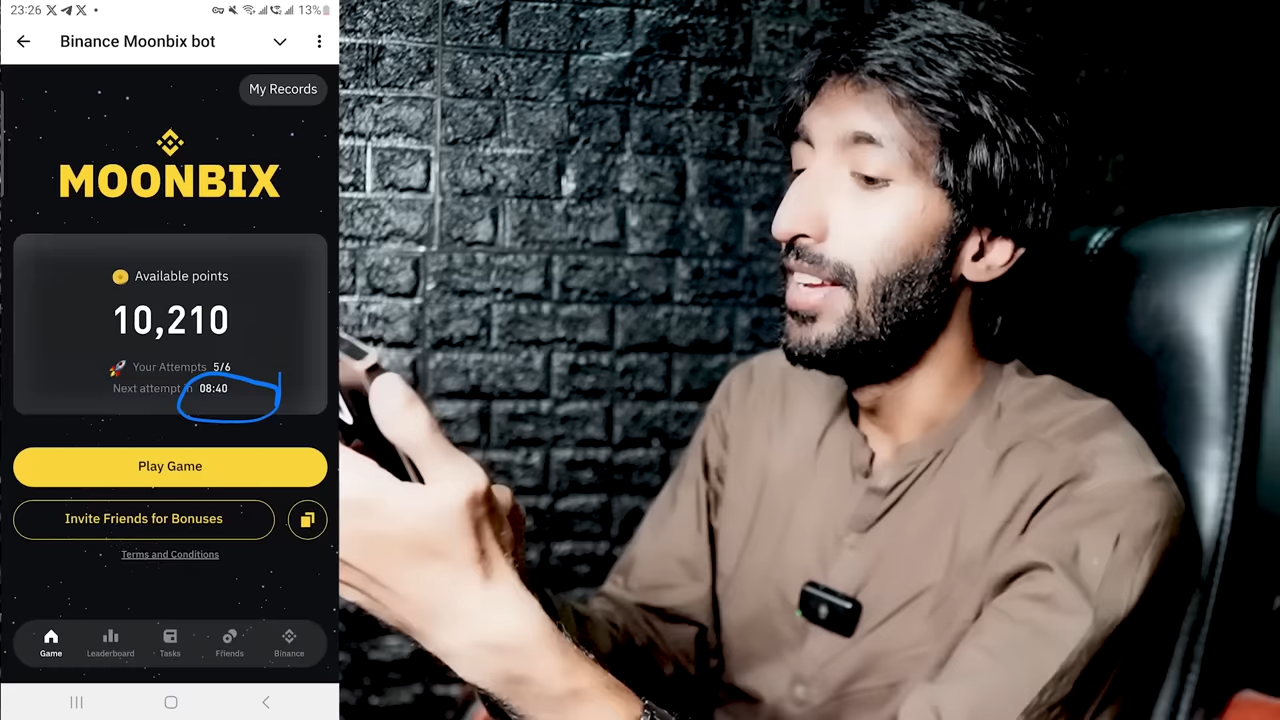 23:26
13%
Binance Moonbix bot
My Records
MOONBIX
Available points
10,210
Your Attempts 5/6
Next attempt in 08:40
Play Game
Invite Friends for Bonuses
Terms and Conditions
Game Leaderboard Tasks Friends Binance